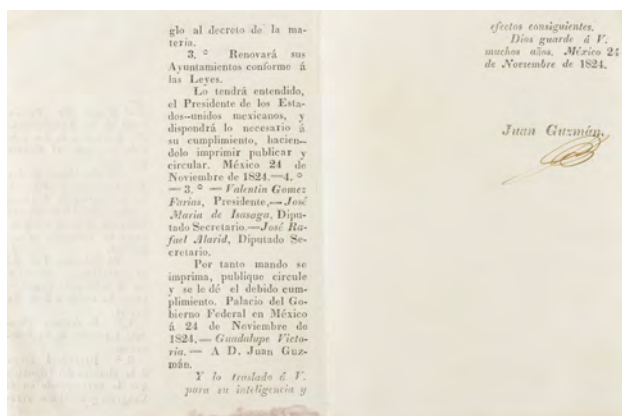 glo al decreto de la ma-
teria.
3. º Renovará sus
Ayuntamientos conforme á
las Leyes.
Lo tendrá entendido,
el Presidente de los Esta-
dos-unidos mexicanos, y
dispondrá lo necesario á
su cumplimiento, hacien-
dolo imprimir publicar y
circular. México 24 de
Noviembre de 1824.—4. º
— 3. º — Valentin Gomez
Farias, Presidente,—José
Maria de Isasaga, Dipu-
tado Secretario.—José Ra-
fael Alarid, Diputado Se-
cretario.
Por tanto mando se
imprima, publique circule
y se le dé el debido cum-
plimiento. Palacio del Go-
bierno Federal en México
á 24 de Noviembre de
1824.— Guadalupe Victo-
ria.— A D. Juan Guz-
mán.
Y lo traslado á V.
para su inteligencia y
efectos consiguientes.
Dios guarde á V.
muchos años. México 24
de Noviembre de 1824.
Juan Guzmán.